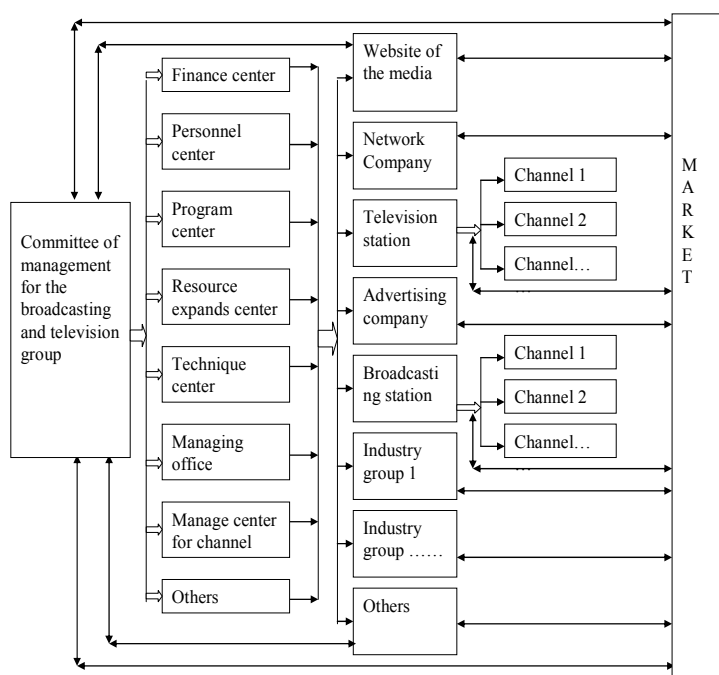 Committee of
management
for the
broadcasting
and television
group
Finance center
Personnel
center
Program
center
Resource
expands center
Technique
center
Managing
office
Manage center
for channel
Others
Website of
the media
Network
Company
Television
station
Advertising
company
Broadcasti
ng station
Industry
group 1
Industry
group ……
Others
Channel 1
Channel 2
Channel…
…
Channel 1
Channel 2
Channel…
…
M
A
R
K
E
T